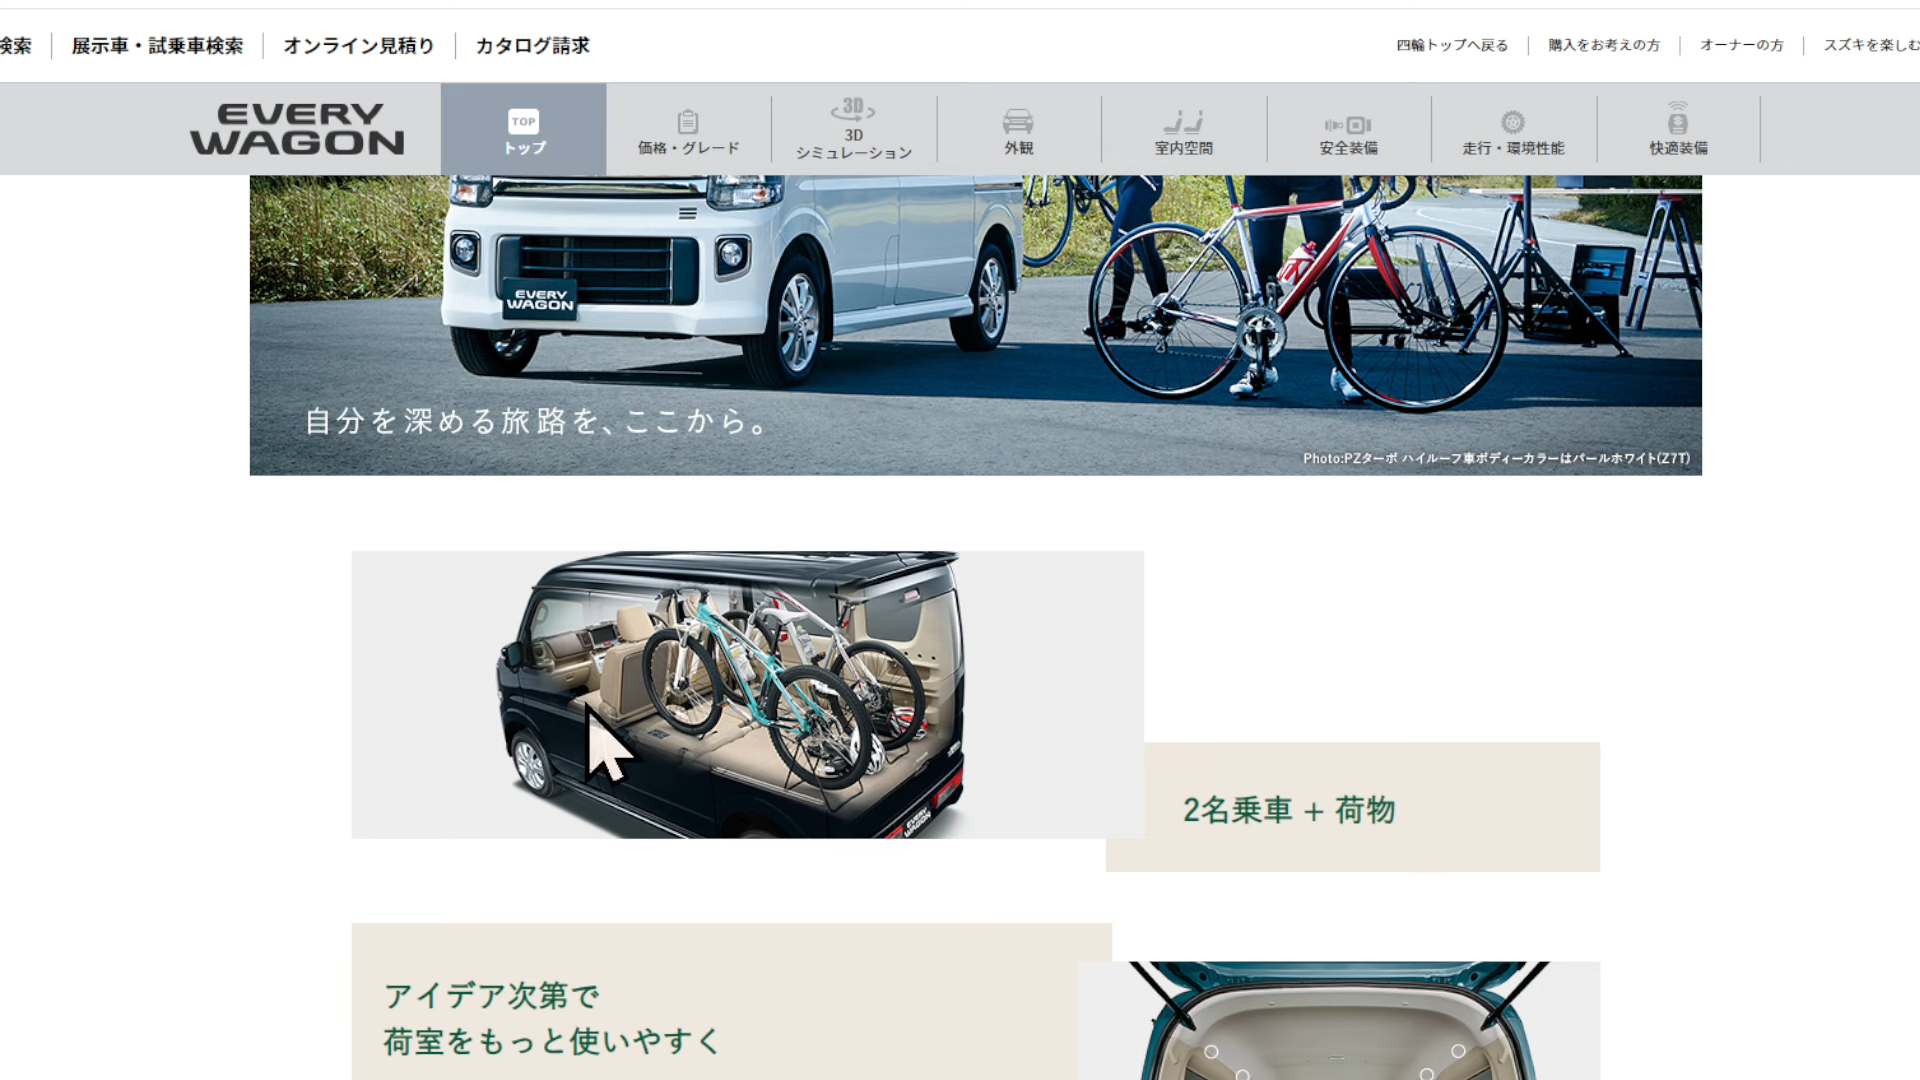 検索
展示車・試乗車検索
オンライン見積り
カタログ請求
四輪トップへ戻る
購入をお考えの方
オーナーの方
スズキを楽しむ
EVERY
WAGON
TOP
トップ
価格・グレード
3D
3D
シミュレーション
外観
室内空間
安全装備
走行・環境性能
快適装備
EVERY
WAGON
自分を深める旅路を、ここから。
Photo:PZターボ ハイルーフ車ボディーカラーはパールホワイト(Z7T)
EVERY
WAGON
2名乗車 + 荷物
アイデア次第で
荷室をもっと使いやすく